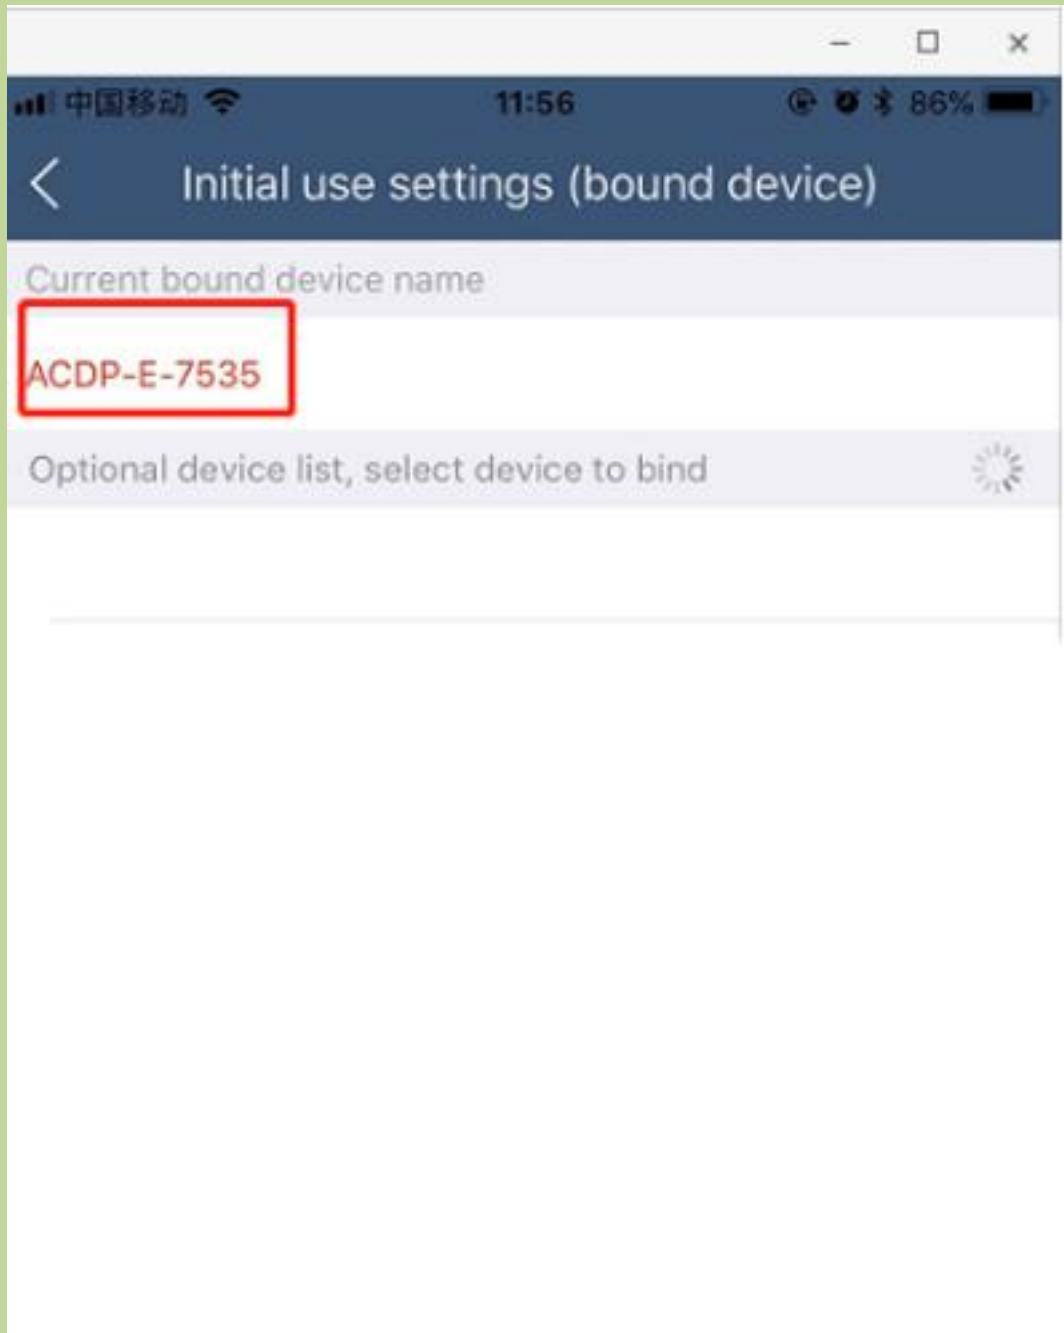 中国移动 11:56 86%
Initial use settings (bound device)
Current bound device name
ACDP-E-7535
Optional device list, select device to bind